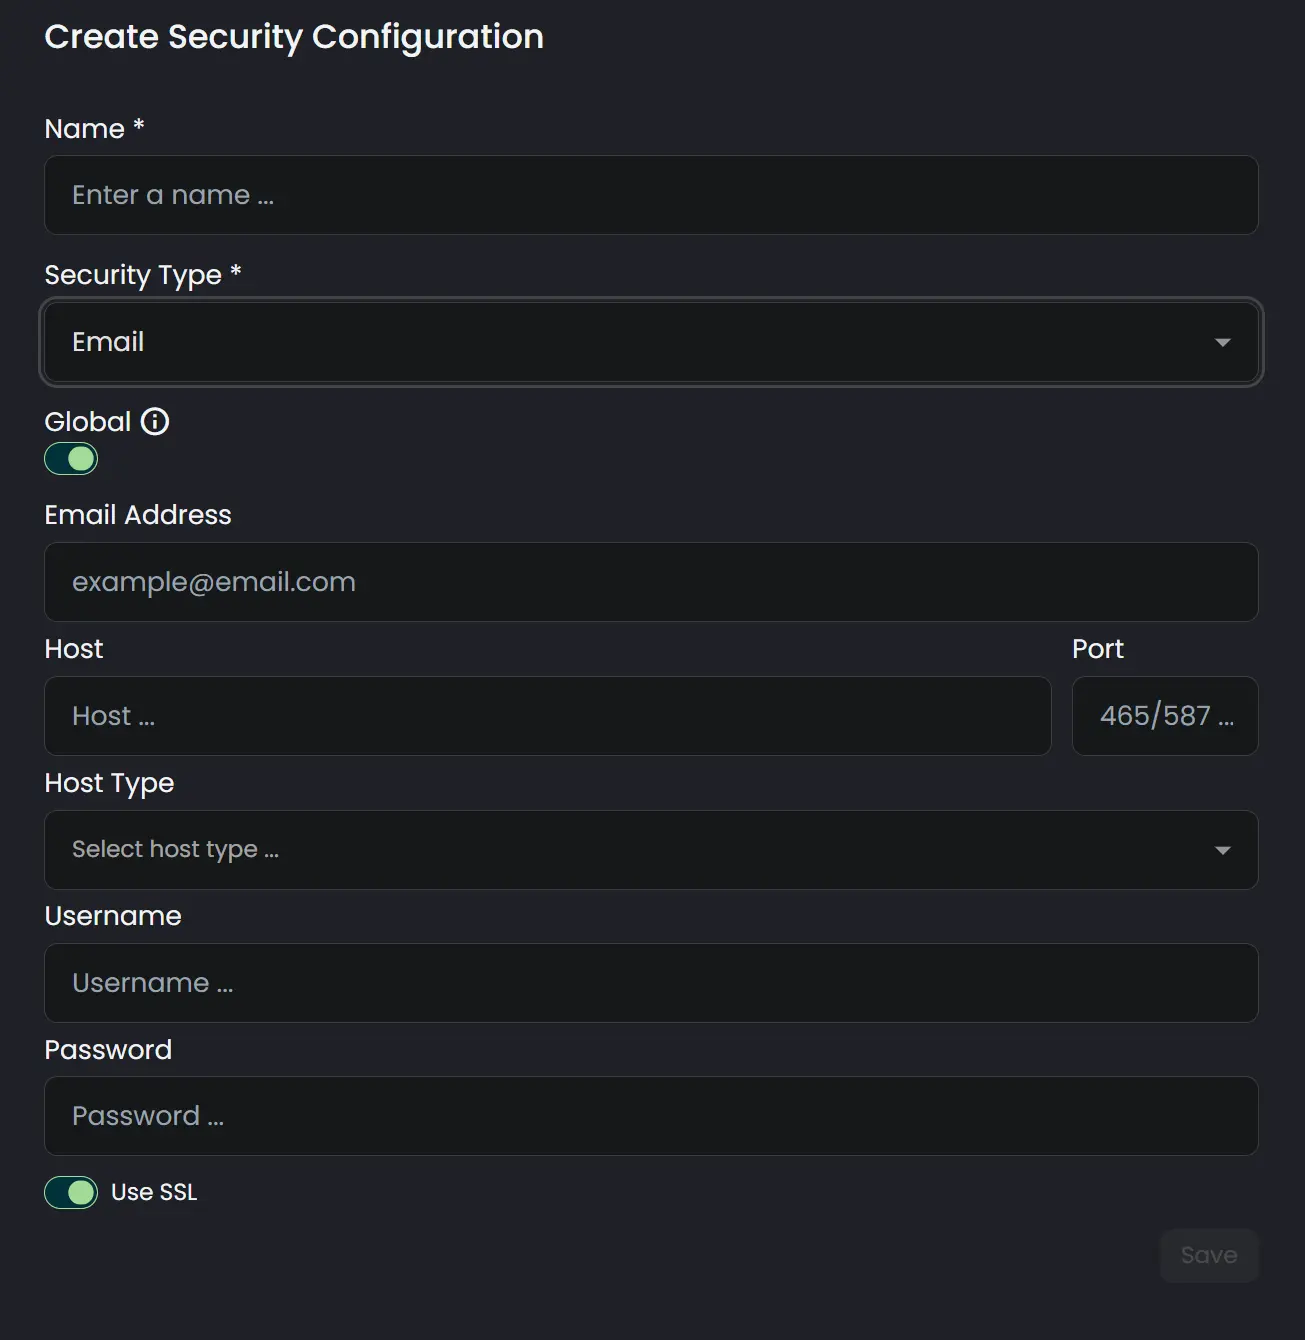 Create Security Configuration
Name *
Enter a name ...
Security Type *
Email
Global
Email Address
example@email.com
Host Port
Host ... 465/587 ...
Host Type
Select host type ...
Username
Username ...
Password
Password ...
Use SSL
Save